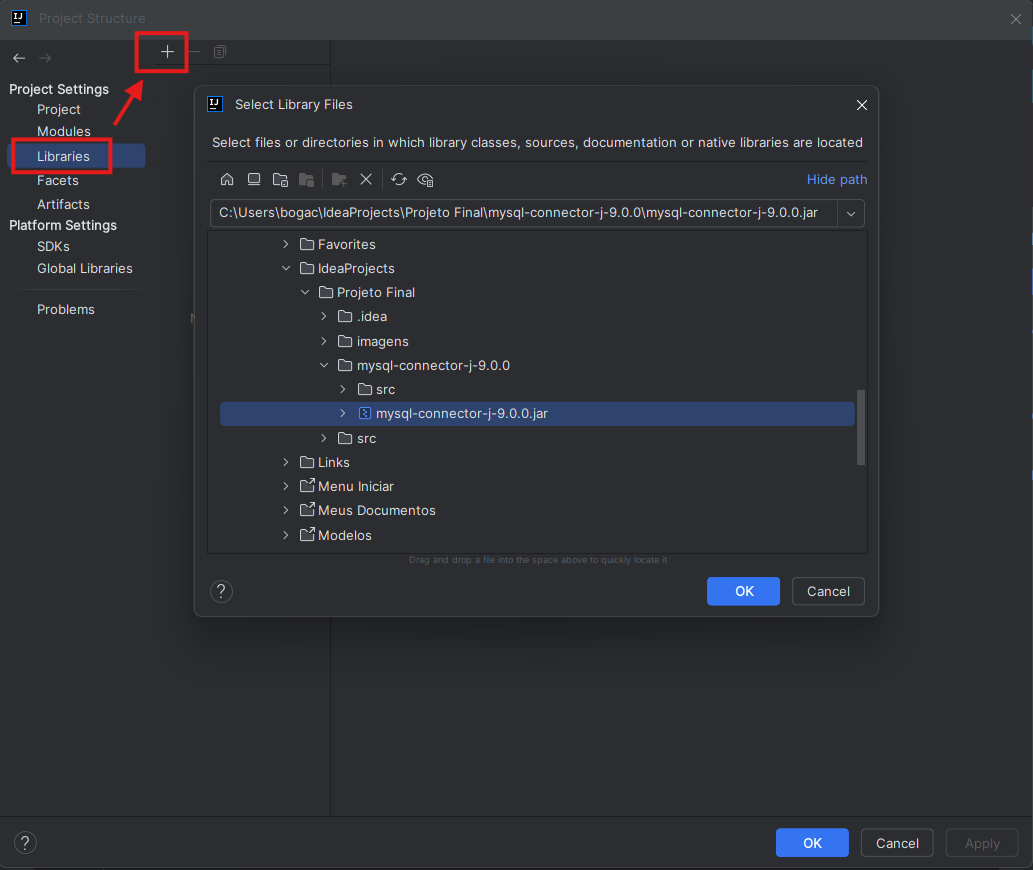 Project Structure
Project Settings
Project
Modules
Libraries
Facets
Artifacts
Platform Settings
SDKs
Global Libraries
Problems
Select Library Files
Select files or directories in which library classes, sources, documentation or native libraries are located
Hide path
C:\Users\bogac\IdeaProjects\Projeto Final\mysql-connector-j-9.0.0\mysql-connector-j-9.0.0.jar
Favorites
IdeaProjects
Projeto Final
.idea
imagens
mysql-connector-j-9.0.0
src
mysql-connector-j-9.0.0.jar
src
Links
Menu Iniciar
Meus Documentos
Modelos
Drag and drop a file into the space above to quickly locate it
? OK Cancel
? OK Cancel Apply